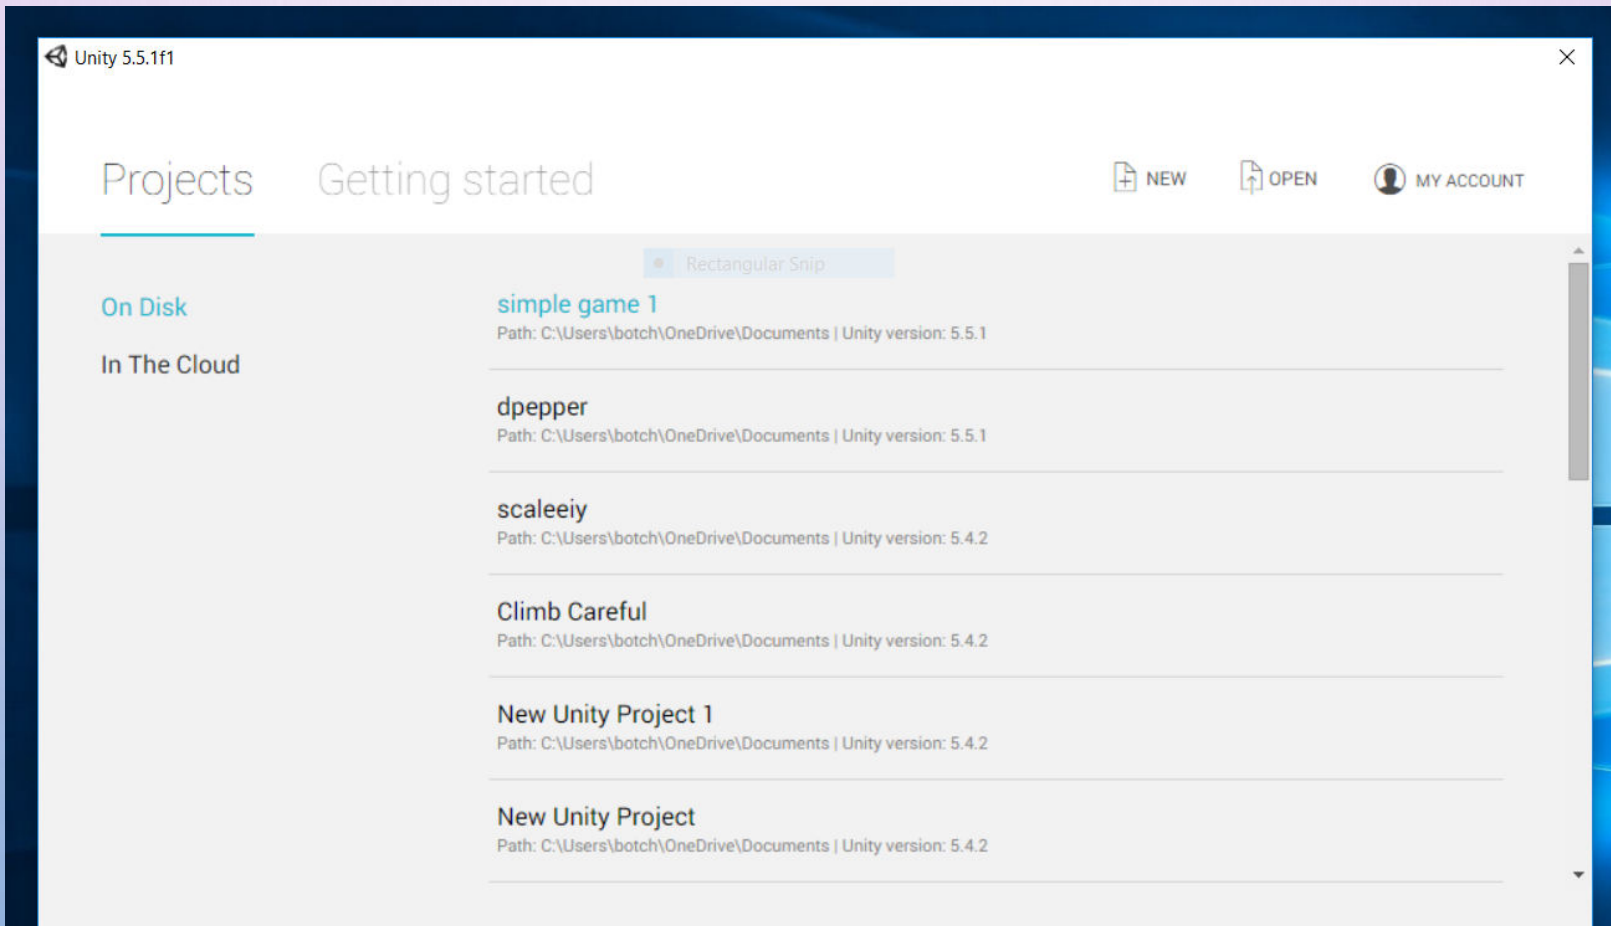 Unity 5.5.1f1
Projects
Getting started
NEW
OPEN
MY ACCOUNT
Rectangular Snip
On Disk
In The Cloud
simple game 1
Path: C:\Users\botch\OneDrive\Documents | Unity version: 5.5.1
dpepper
Path: C:\Users\botch\OneDrive\Documents | Unity version: 5.5.1
scaleeiy
Path: C:\Users\botch\OneDrive\Documents | Unity version: 5.4.2
Climb Careful
Path: C:\Users\botch\OneDrive\Documents | Unity version: 5.4.2
New Unity Project 1
Path: C:\Users\botch\OneDrive\Documents | Unity version: 5.4.2
New Unity Project
Path: C:\Users\botch\OneDrive\Documents | Unity version: 5.4.2